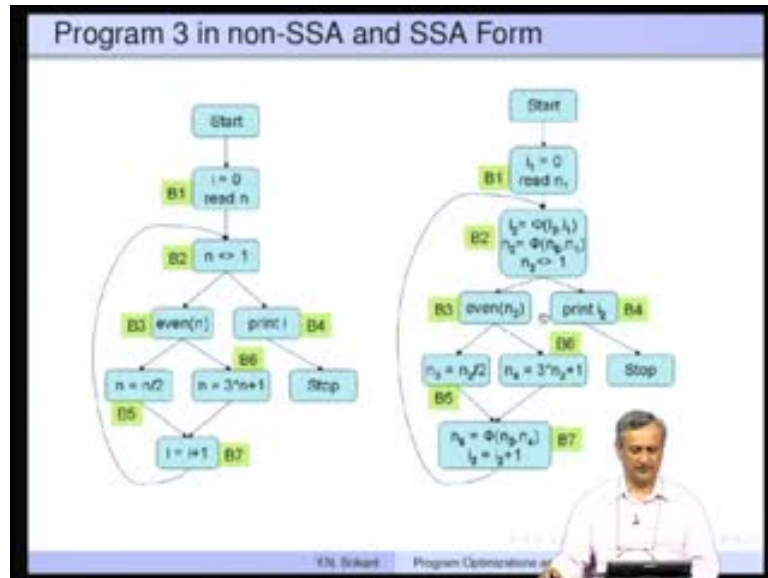 Program 3 in non-SSA and SSA Form
Start
i = 0
read n
B1
B2
n <> 1
B3
even(n)
print i
B4
B6
n = n/2
n = 3*n+1
Stop
B5
i = i+1
B7
Start
i₁ = 0
read n₁
B1
B2
n₂ <> 1
B3
even(n₂)
print i₂
B4
B6
n₃ = n₂/2
n₄ = 3*n₂+1
Stop
B5
n₅ = Φ(n₃,n₄)
i₃ = i₂+1
B7
Y.N. Srikant
Program Optimizations